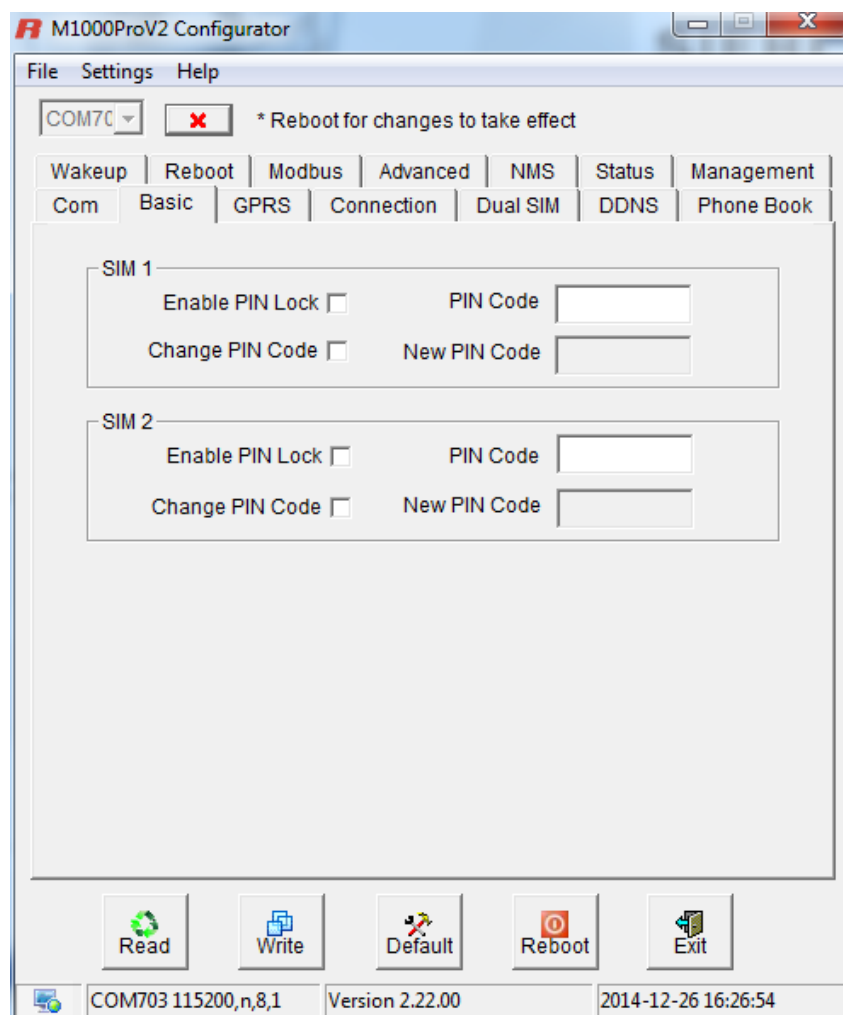 M1000ProV2 Configurator
File Settings Help
* Reboot for changes to take effect
Wakeup Reboot Modbus Advanced NMS Status Management
Com Basic GPRS Connection Dual SIM DDNS Phone Book
SIM 1
Enable PIN Lock PIN Code
Change PIN Code New PIN Code
SIM 2
Enable PIN Lock PIN Code
Change PIN Code New PIN Code
Read Write Default Reboot Exit
COM703 115200,n,8,1 Version 2.22.00 2014-12-26 16:26:54